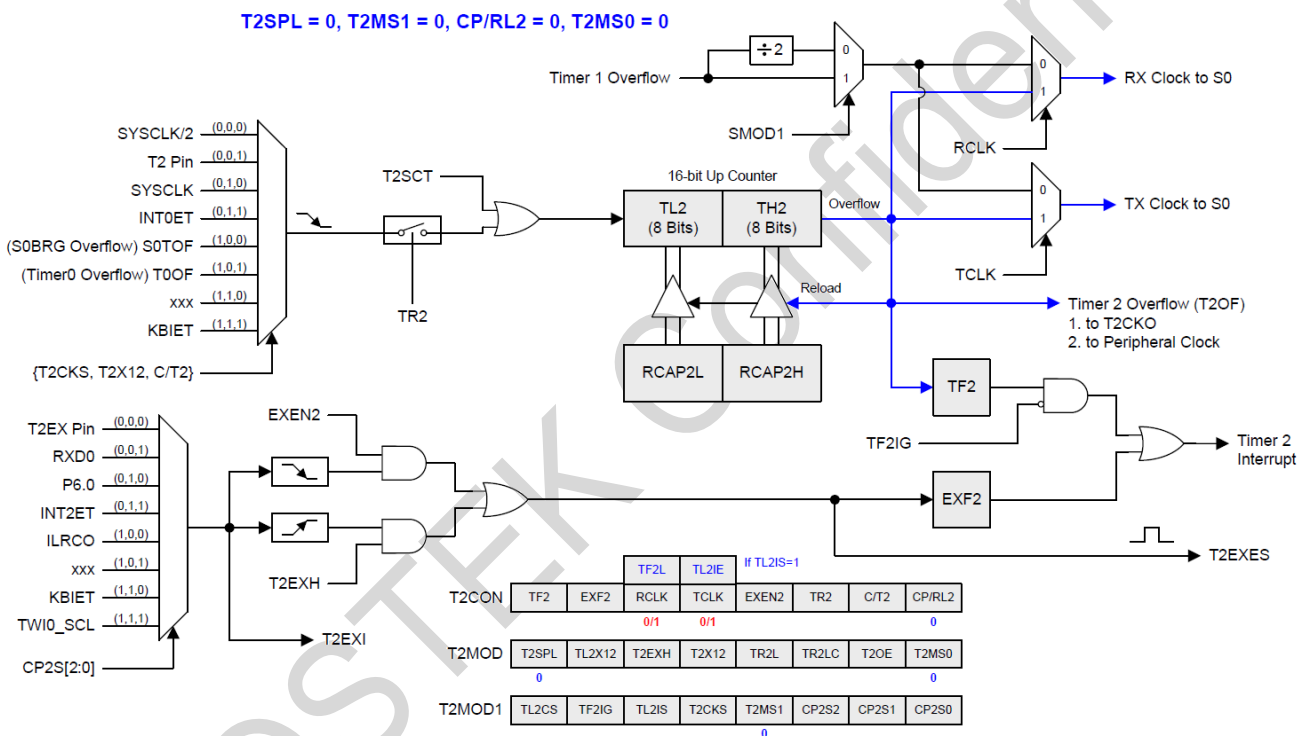 T2SPL = 0, T2MS1 = 0, CP/RL2 = 0, T2MS0 = 0
Timer 1 Overflow
÷2
0
1
SMOD1
0
1
RX Clock to S0
RCLK
0
1
TX Clock to S0
TCLK
SYSCLK/2 (0,0,0)
T2 Pin (0,0,1)
SYSCLK (0,1,0)
INT0ET (0,1,1)
(S0BRG Overflow) S0TOF (1,0,0)
(Timer0 Overflow) T0OF (1,0,1)
xxx (1,1,0)
KBIET (1,1,1)
{T2CKS, T2X12, C/T2}
T2SCT
TR2
16-bit Up Counter
TL2
(8 Bits)
TH2
(8 Bits)
Overflow
Reload
RCAP2L
RCAP2H
Timer 2 Overflow (T2OF)
1. to T2CKO
2. to Peripheral Clock
TF2
TF2IG
Timer 2
Interrupt
EXF2
T2EXES
T2EX Pin (0,0,0)
RXD0 (0,0,1)
P6.0 (0,1,0)
INT2ET (0,1,1)
ILRCO (1,0,0)
xxx (1,0,1)
KBIET (1,1,0)
TWI0_SCL (1,1,1)
CP2S[2:0]
EXEN2
T2EXH
T2EXI
TF2L TL2IE If TL2IS=1
T2CON TF2 EXF2 RCLK TCLK EXEN2 TR2 C/T2 CP/RL2
0/1 0/1 0
T2MOD T2SPL TL2X12 T2EXH T2X12 TR2L TR2LC T2OE T2MS0
0 0
T2MOD1 TL2CS TF2IG TL2IS T2CKS T2MS1 CP2S2 CP2S1 CP2S0
0
OSTEK Confiden